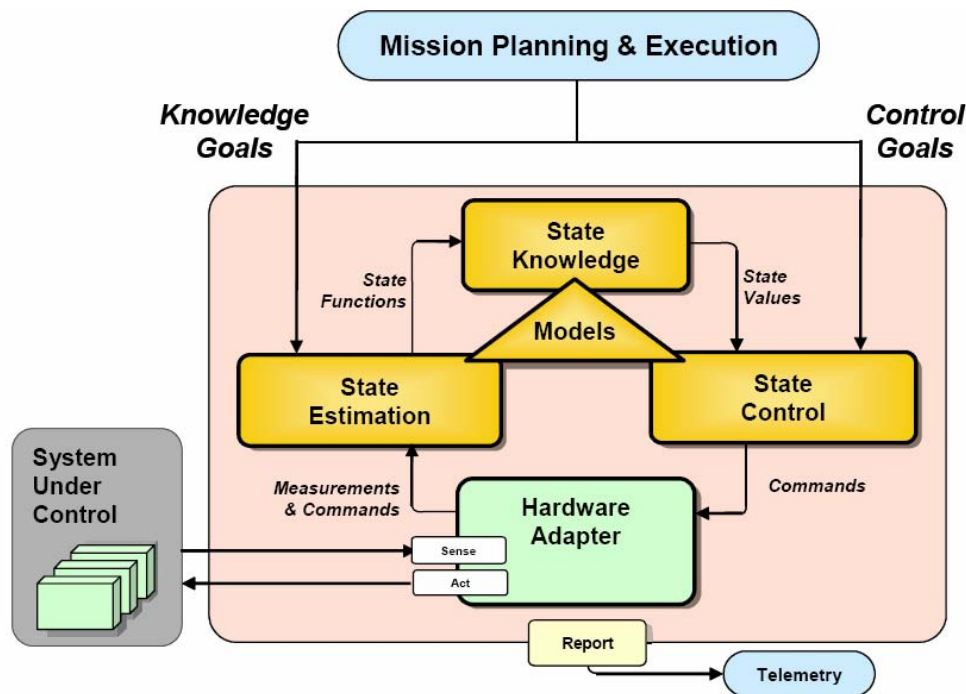 Mission Planning & Execution
Knowledge
Goals
Control
Goals
State
Knowledge
State
Functions
State
Values
Models
State
Estimation
State
Control
System
Under
Control
Measurements
& Commands
Hardware
Adapter
Commands
Sense
Act
Report
Telemetry